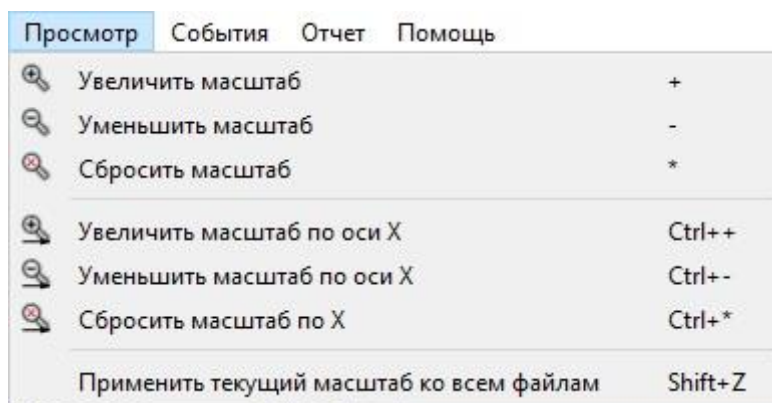 Просмотр События Отчет Помощь
Увеличить масштаб +
Уменьшить масштаб -
Сбросить масштаб *
Увеличить масштаб по оси X Ctrl++
Уменьшить масштаб по оси X Ctrl+-
Сбросить масштаб по X Ctrl+*
Применить текущий масштаб ко всем файлам Shift+Z